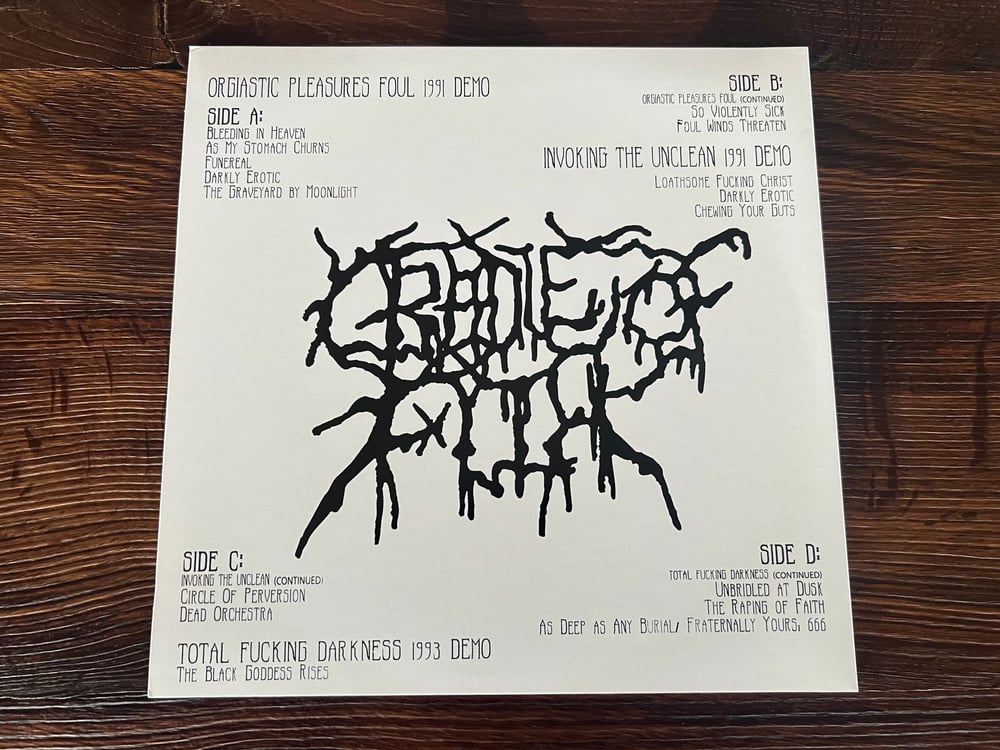 ORGIASTIC PLEASURES FOUL 1991 DEMO
SIDE A:
BLEEDING IN HEAVEN
AS MY STOMACH CHURNS
FUNEREAL
DARKLY EROTIC
THE GRAVEYARD BY MOONLIGHT
SIDE B:
ORGIASTIC PLEASURES FOUL (CONTINUED)
SO VIOLENTLY SICK
FOUL WINDS THREATEN
INVOKING THE UNCLEAN 1991 DEMO
LOATHSOME FUCKING CHRIST
DARKLY EROTIC
CHEWING YOUR GUTS
CRADLE OF
FILTH
SIDE C:
INVOKING THE UNCLEAN (CONTINUED)
CIRCLE OF PERVERSION
DEAD ORCHESTRA
TOTAL FUCKING DARKNESS 1993 DEMO
THE BLACK GODDESS RISES
SIDE D:
TOTAL FUCKING DARKNESS (CONTINUED)
UNBRIDLED AT DUSK
THE RAPING OF FAITH
AS DEEP AS ANY BURIAL/ FRATERNALLY YOURS, 666